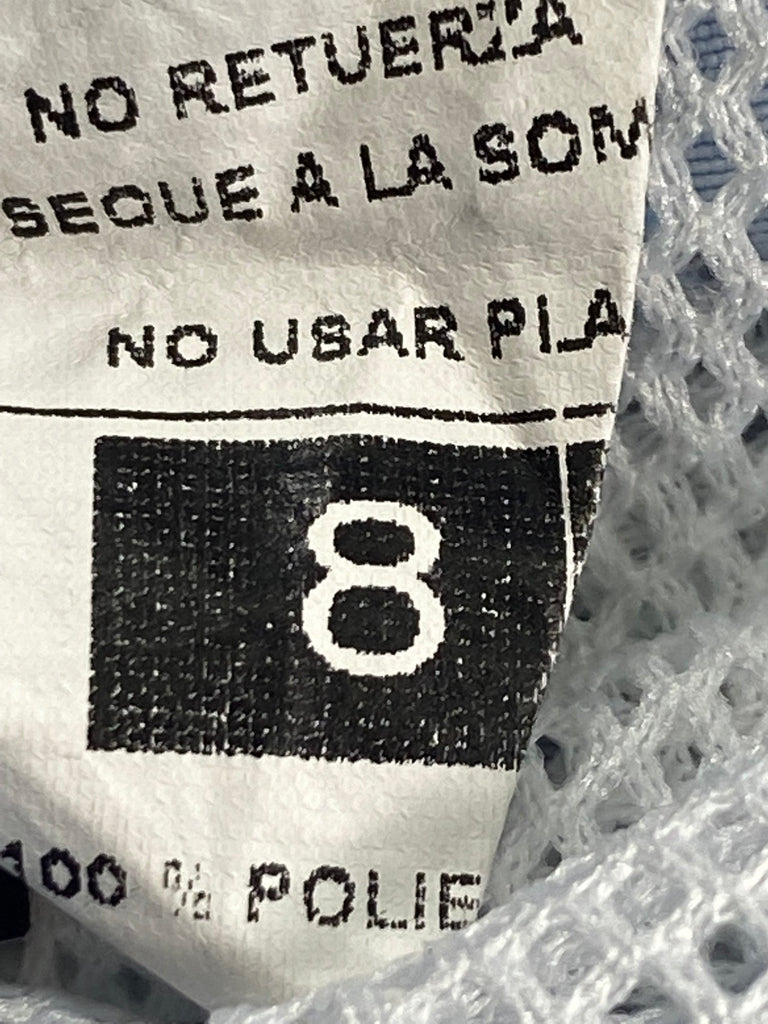 NO RETUERZA
SEQUE A LA SOM
NO USAR PLA
8
100 % POLIE